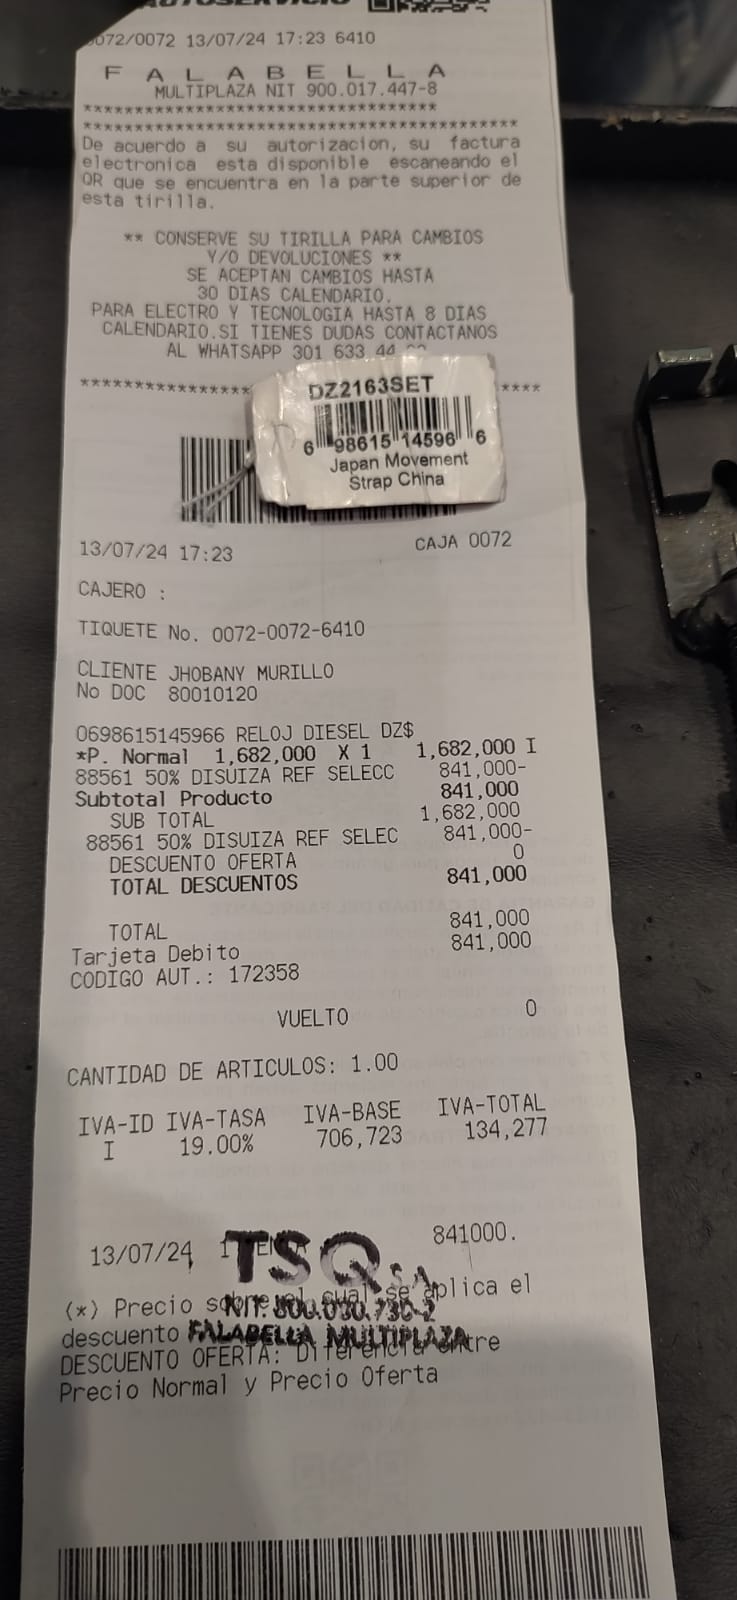 AUTOSERVICIO
0072/0072 13/07/24 17:23 6410
F A L A B E L L A
MULTIPLAZA NIT 900.017.447-8
***********************************
*******************************************
De acuerdo a su autorizacion, su factura
electronica esta disponible escaneando el
QR que se encuentra en la parte superior de
esta tirilla.
** CONSERVE SU TIRILLA PARA CAMBIOS
Y/O DEVOLUCIONES **
SE ACEPTAN CAMBIOS HASTA
30 DIAS CALENDARIO.
PARA ELECTRO Y TECNOLOGIA HASTA 8 DIAS
CALENDARIO.SI TIENES DUDAS CONTACTANOS
AL WHATSAPP 301 633 44
DZ2163SET
6 98615 14596 6
Japan Movement
Strap China
13/07/24 17:23 CAJA 0072
CAJERO :
TIQUETE No. 0072-0072-6410
CLIENTE JHOBANY MURILLO
No DOC 80010120
0698615145966 RELOJ DIESEL DZ$
*P. Normal 1,682,000 X 1 1,682,000 I
88561 50% DISUIZA REF SELECC 841,000-
Subtotal Producto 841,000
SUB TOTAL 1,682,000
88561 50% DISUIZA REF SELEC 841,000-
DESCUENTO OFERTA 0
TOTAL DESCUENTOS 841,000
TOTAL 841,000
Tarjeta Debito 841,000
CODIGO AUT.: 172358
VUELTO 0
CANTIDAD DE ARTICULOS: 1.00
IVA-ID IVA-TASA IVA-BASE IVA-TOTAL
I 19.00% 706,723 134,277
13/07/24 841000.
TSQ S.A
(*) Precio sobre el cual se aplica el
NIT. 800.030.730-2
descuento
FALABELLA MULTIPLAZA
DESCUENTO OFERTA: Diferencia entre
Precio Normal y Precio Oferta